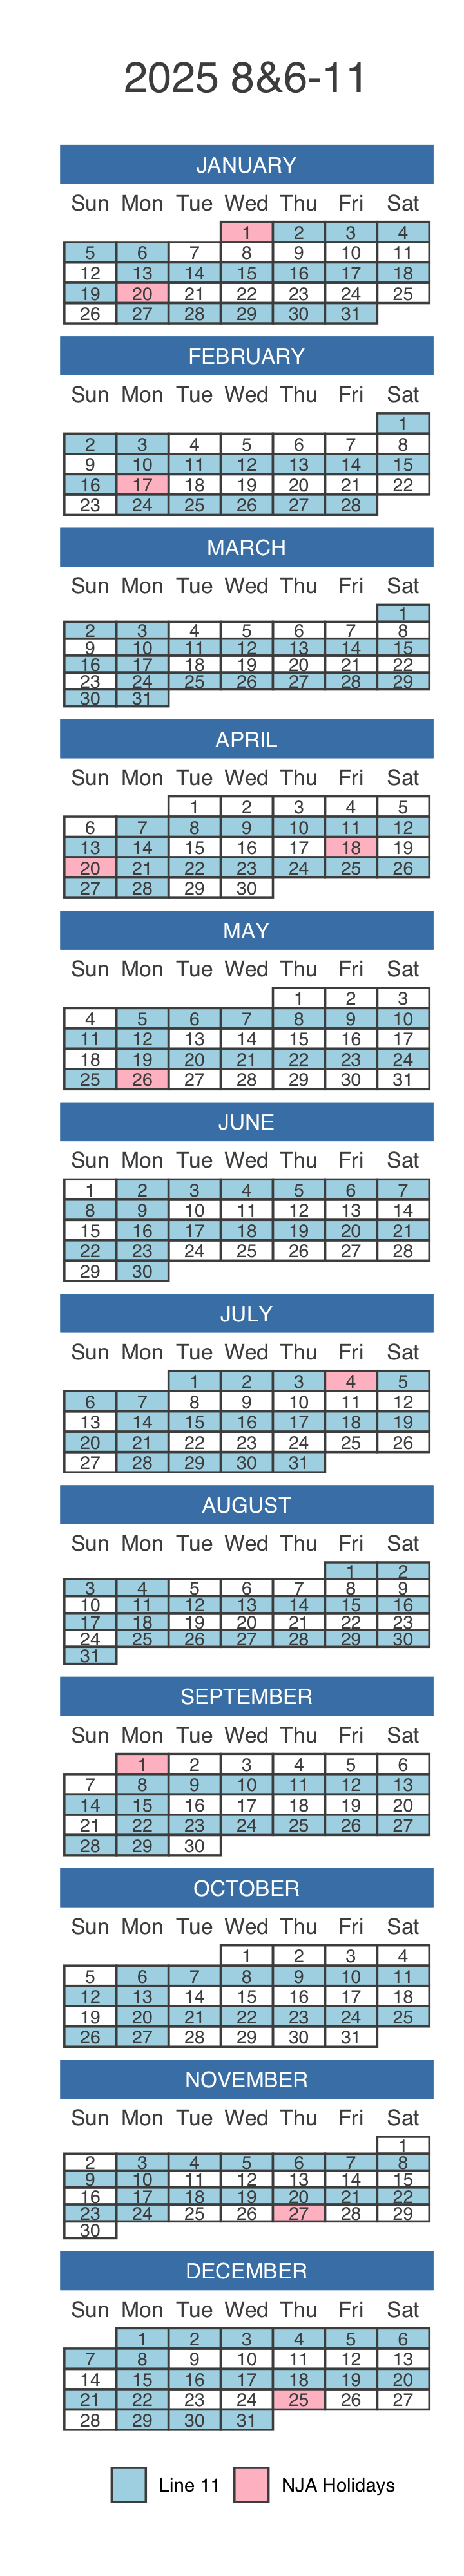 2025 8&6-11
JANUARY
Sun Mon Tue Wed Thu Fri Sat
1 2 3 4
5 6 7 8 9 10 11
12 13 14 15 16 17 18
19 20 21 22 23 24 25
26 27 28 29 30 31
FEBRUARY
Sun Mon Tue Wed Thu Fri Sat
1
2 3 4 5 6 7 8
9 10 11 12 13 14 15
16 17 18 19 20 21 22
23 24 25 26 27 28
MARCH
Sun Mon Tue Wed Thu Fri Sat
1
2 3 4 5 6 7 8
9 10 11 12 13 14 15
16 17 18 19 20 21 22
23 24 25 26 27 28 29
30 31
APRIL
Sun Mon Tue Wed Thu Fri Sat
1 2 3 4 5
6 7 8 9 10 11 12
13 14 15 16 17 18 19
20 21 22 23 24 25 26
27 28 29 30
MAY
Sun Mon Tue Wed Thu Fri Sat
1 2 3
4 5 6 7 8 9 10
11 12 13 14 15 16 17
18 19 20 21 22 23 24
25 26 27 28 29 30 31
JUNE
Sun Mon Tue Wed Thu Fri Sat
1 2 3 4 5 6 7
8 9 10 11 12 13 14
15 16 17 18 19 20 21
22 23 24 25 26 27 28
29 30
JULY
Sun Mon Tue Wed Thu Fri Sat
1 2 3 4 5
6 7 8 9 10 11 12
13 14 15 16 17 18 19
20 21 22 23 24 25 26
27 28 29 30 31
AUGUST
Sun Mon Tue Wed Thu Fri Sat
1 2
3 4 5 6 7 8 9
10 11 12 13 14 15 16
17 18 19 20 21 22 23
24 25 26 27 28 29 30
31
SEPTEMBER
Sun Mon Tue Wed Thu Fri Sat
1 2 3 4 5 6
7 8 9 10 11 12 13
14 15 16 17 18 19 20
21 22 23 24 25 26 27
28 29 30
OCTOBER
Sun Mon Tue Wed Thu Fri Sat
1 2 3 4
5 6 7 8 9 10 11
12 13 14 15 16 17 18
19 20 21 22 23 24 25
26 27 28 29 30 31
NOVEMBER
Sun Mon Tue Wed Thu Fri Sat
1
2 3 4 5 6 7 8
9 10 11 12 13 14 15
16 17 18 19 20 21 22
23 24 25 26 27 28 29
30
DECEMBER
Sun Mon Tue Wed Thu Fri Sat
1 2 3 4 5 6
7 8 9 10 11 12 13
14 15 16 17 18 19 20
21 22 23 24 25 26 27
28 29 30 31
Line 11 NJA Holidays